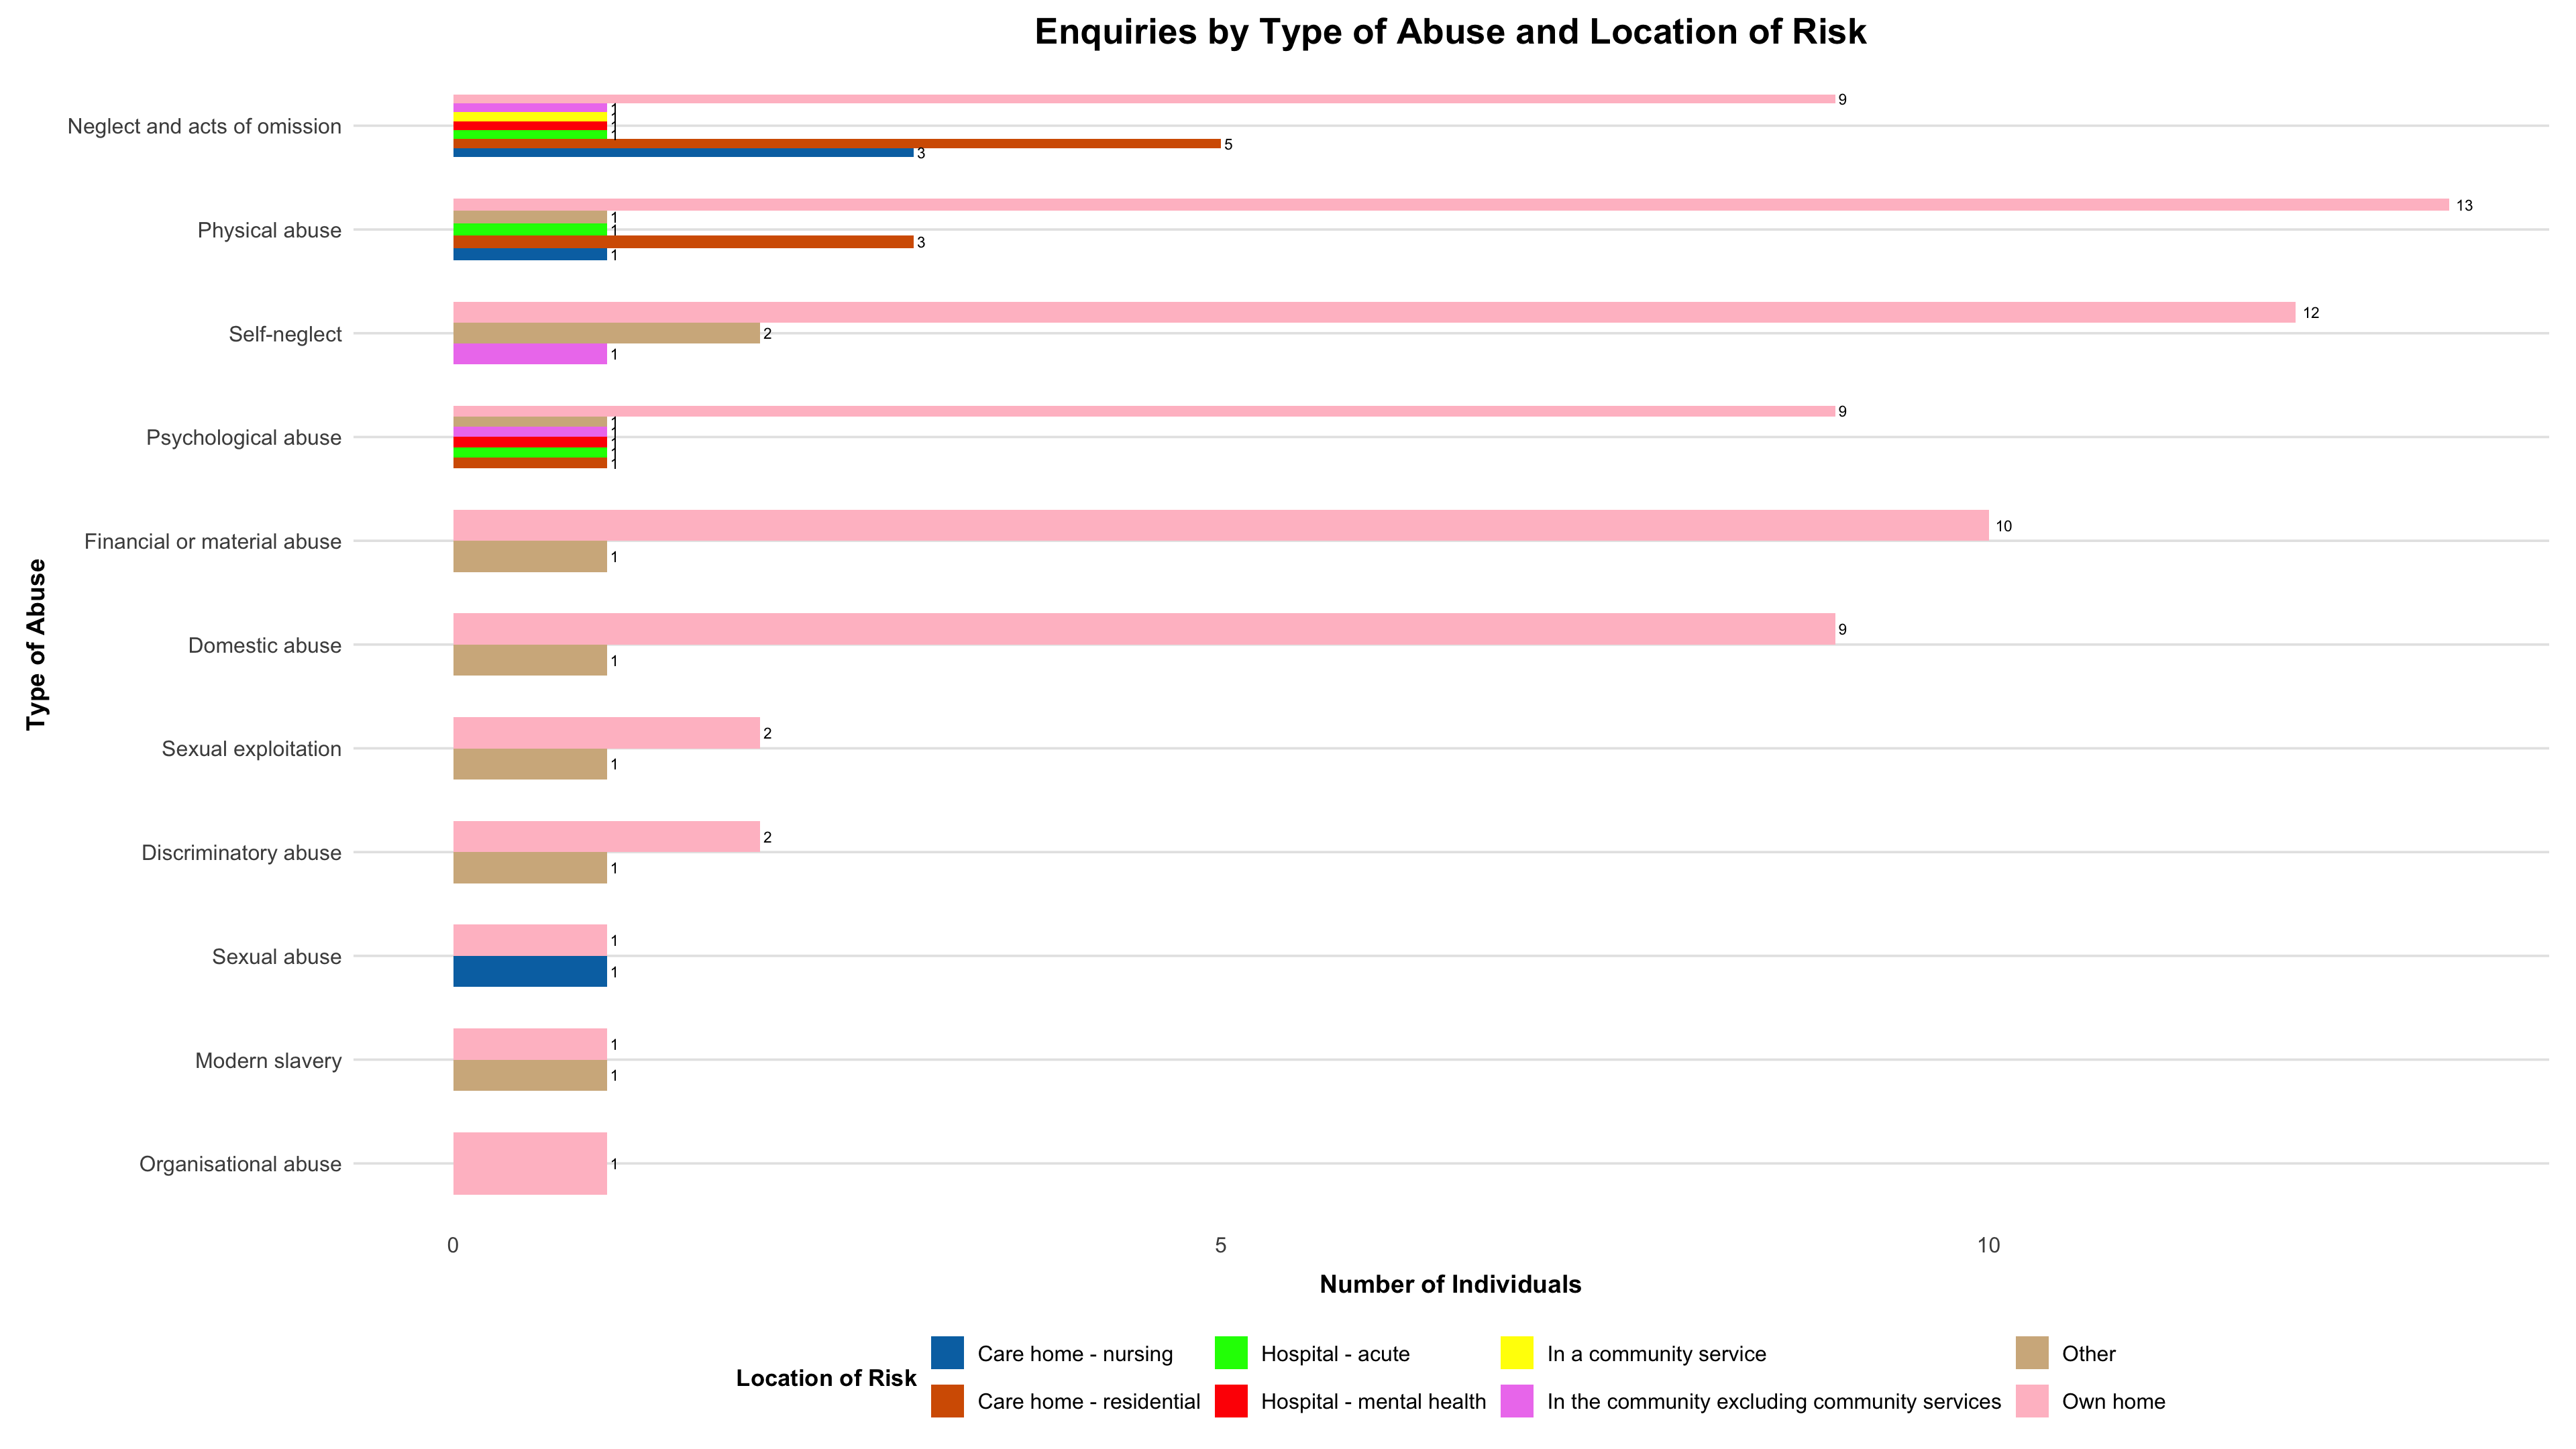 Enquiries by Type of Abuse and Location of Risk
Neglect and acts of omission
9
1
1
1
1
5
3
Physical abuse
13
1
1
3
1
Self-neglect
12
2
1
Psychological abuse
9
1
1
1
1
1
Financial or material abuse
10
1
Domestic abuse
9
1
Sexual exploitation
2
1
Discriminatory abuse
2
1
Sexual abuse
1
1
Modern slavery
1
1
Organisational abuse
1
Type of Abuse
0 5 10
Number of Individuals
Location of Risk
Care home - nursing
Care home - residential
Hospital - acute
Hospital - mental health
In a community service
In the community excluding community services
Other
Own home